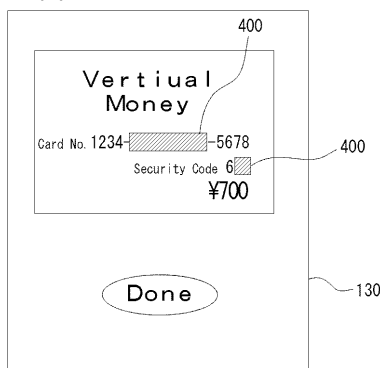 400
Vertiual
Money
Card No. 1234-
-5678
400
Security Code 6
¥700
Done
130